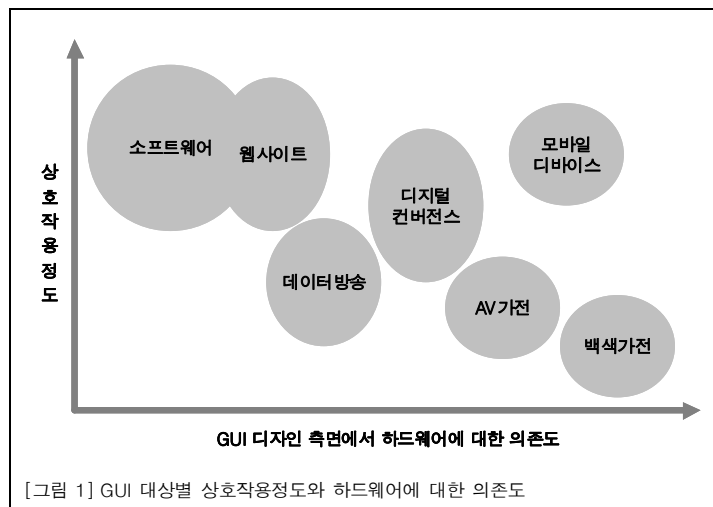 상호작용정도
소프트웨어
웹사이트
모바일
디바이스
디지털
컨버전스
데이터방송
AV가전
백색가전
GUI 디자인 측면에서 하드웨어에 대한 의존도
[그림 1] GUI 대상별 상호작용정도와 하드웨어에 대한 의존도